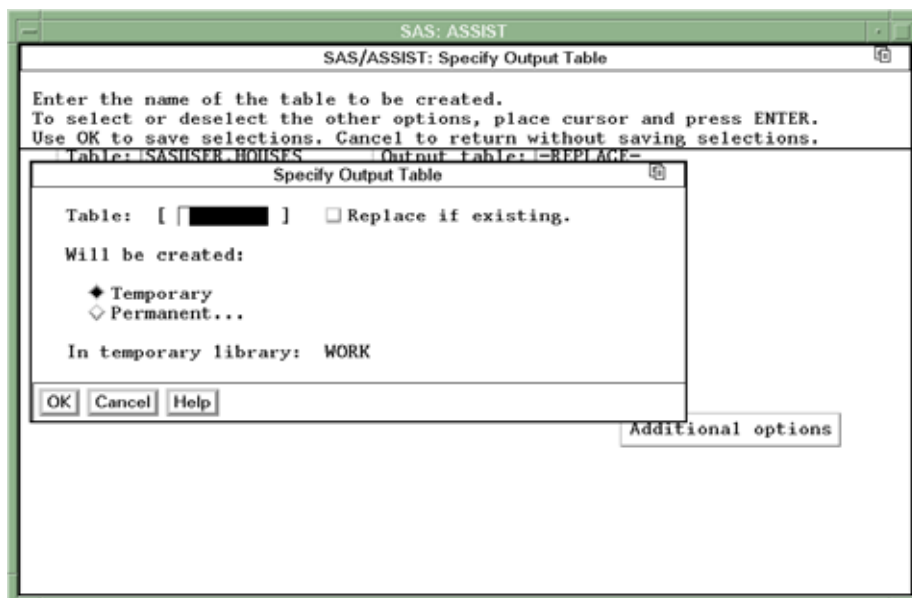 SAS: ASSIST
SAS/ASSIST: Specify Output Table
Enter the name of the table to be created.
To select or deselect the other options, place cursor and press ENTER.
Use OK to save selections. Cancel to return without saving selections.
Table: SASUSER.HOUSES Output table: -REPLACE-
Specify Output Table
Table: [ ] Replace if existing.
Will be created:
Temporary
Permanent...
In temporary library: WORK
OK Cancel Help
Additional options